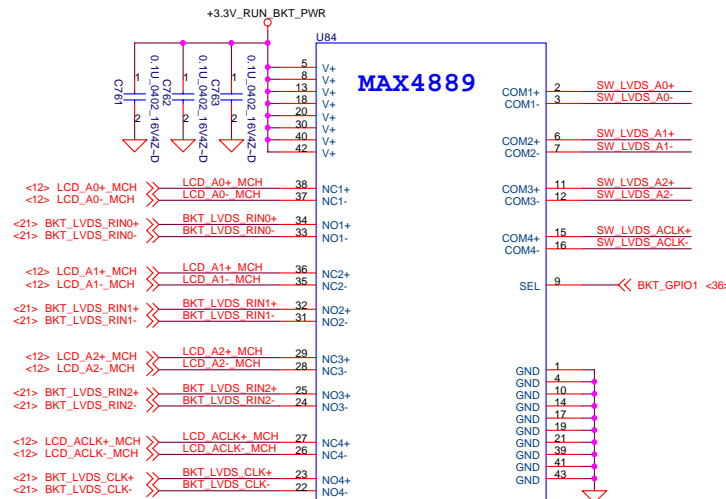 +3.3V_RUN_BKT_PWR
U84
MAX4889
1
2
C761
0.1U_0402_16V4Z~D
1
2
C762
0.1U_0402_16V4Z~D
1
2
C763
0.1U_0402_16V4Z~D
5 V+
8 V+
13 V+
18 V+
20 V+
30 V+
40 V+
42 V+
COM1+ 2 SW_LVDS_A0+
COM1- 3 SW_LVDS_A0-
COM2+ 6 SW_LVDS_A1+
COM2- 7 SW_LVDS_A1-
COM3+ 11 SW_LVDS_A2+
COM3- 12 SW_LVDS_A2-
COM4+ 15 SW_LVDS_ACLK+
COM4- 16 SW_LVDS_ACLK-
SEL 9 BKT_GPIO1 <36>
<12> LCD_A0+_MCH LCD_A0+_MCH 38 NC1+
<12> LCD_A0-_MCH LCD_A0-_MCH 37 NC1-
<21> BKT_LVDS_RIN0+ BKT_LVDS_RIN0+ 34 NO1+
<21> BKT_LVDS_RIN0- BKT_LVDS_RIN0- 33 NO1-
<12> LCD_A1+_MCH LCD_A1+_MCH 36 NC2+
<12> LCD_A1-_MCH LCD_A1-_MCH 35 NC2-
<21> BKT_LVDS_RIN1+ BKT_LVDS_RIN1+ 32 NO2+
<21> BKT_LVDS_RIN1- BKT_LVDS_RIN1- 31 NO2-
<12> LCD_A2+_MCH LCD_A2+_MCH 29 NC3+
<12> LCD_A2-_MCH LCD_A2-_MCH 28 NC3-
<21> BKT_LVDS_RIN2+ BKT_LVDS_RIN2+ 25 NO3+
<21> BKT_LVDS_RIN2- BKT_LVDS_RIN2- 24 NO3-
<12> LCD_ACLK+_MCH LCD_ACLK+_MCH 27 NC4+
<12> LCD_ACLK-_MCH LCD_ACLK-_MCH 26 NC4-
<21> BKT_LVDS_CLK+ BKT_LVDS_CLK+ 23 NO4+
<21> BKT_LVDS_CLK- BKT_LVDS_CLK- 22 NO4-
GND 1
GND 4
GND 10
GND 14
GND 17
GND 19
GND 21
GND 39
GND 41
GND 43